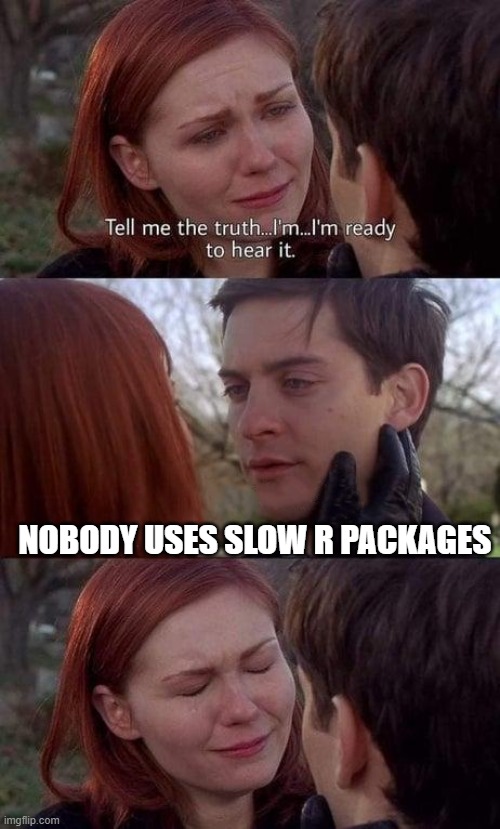 Tell me the truth...I'm...I'm ready
to hear it.
NOBODY USES SLOW R PACKAGES
imgflip.com